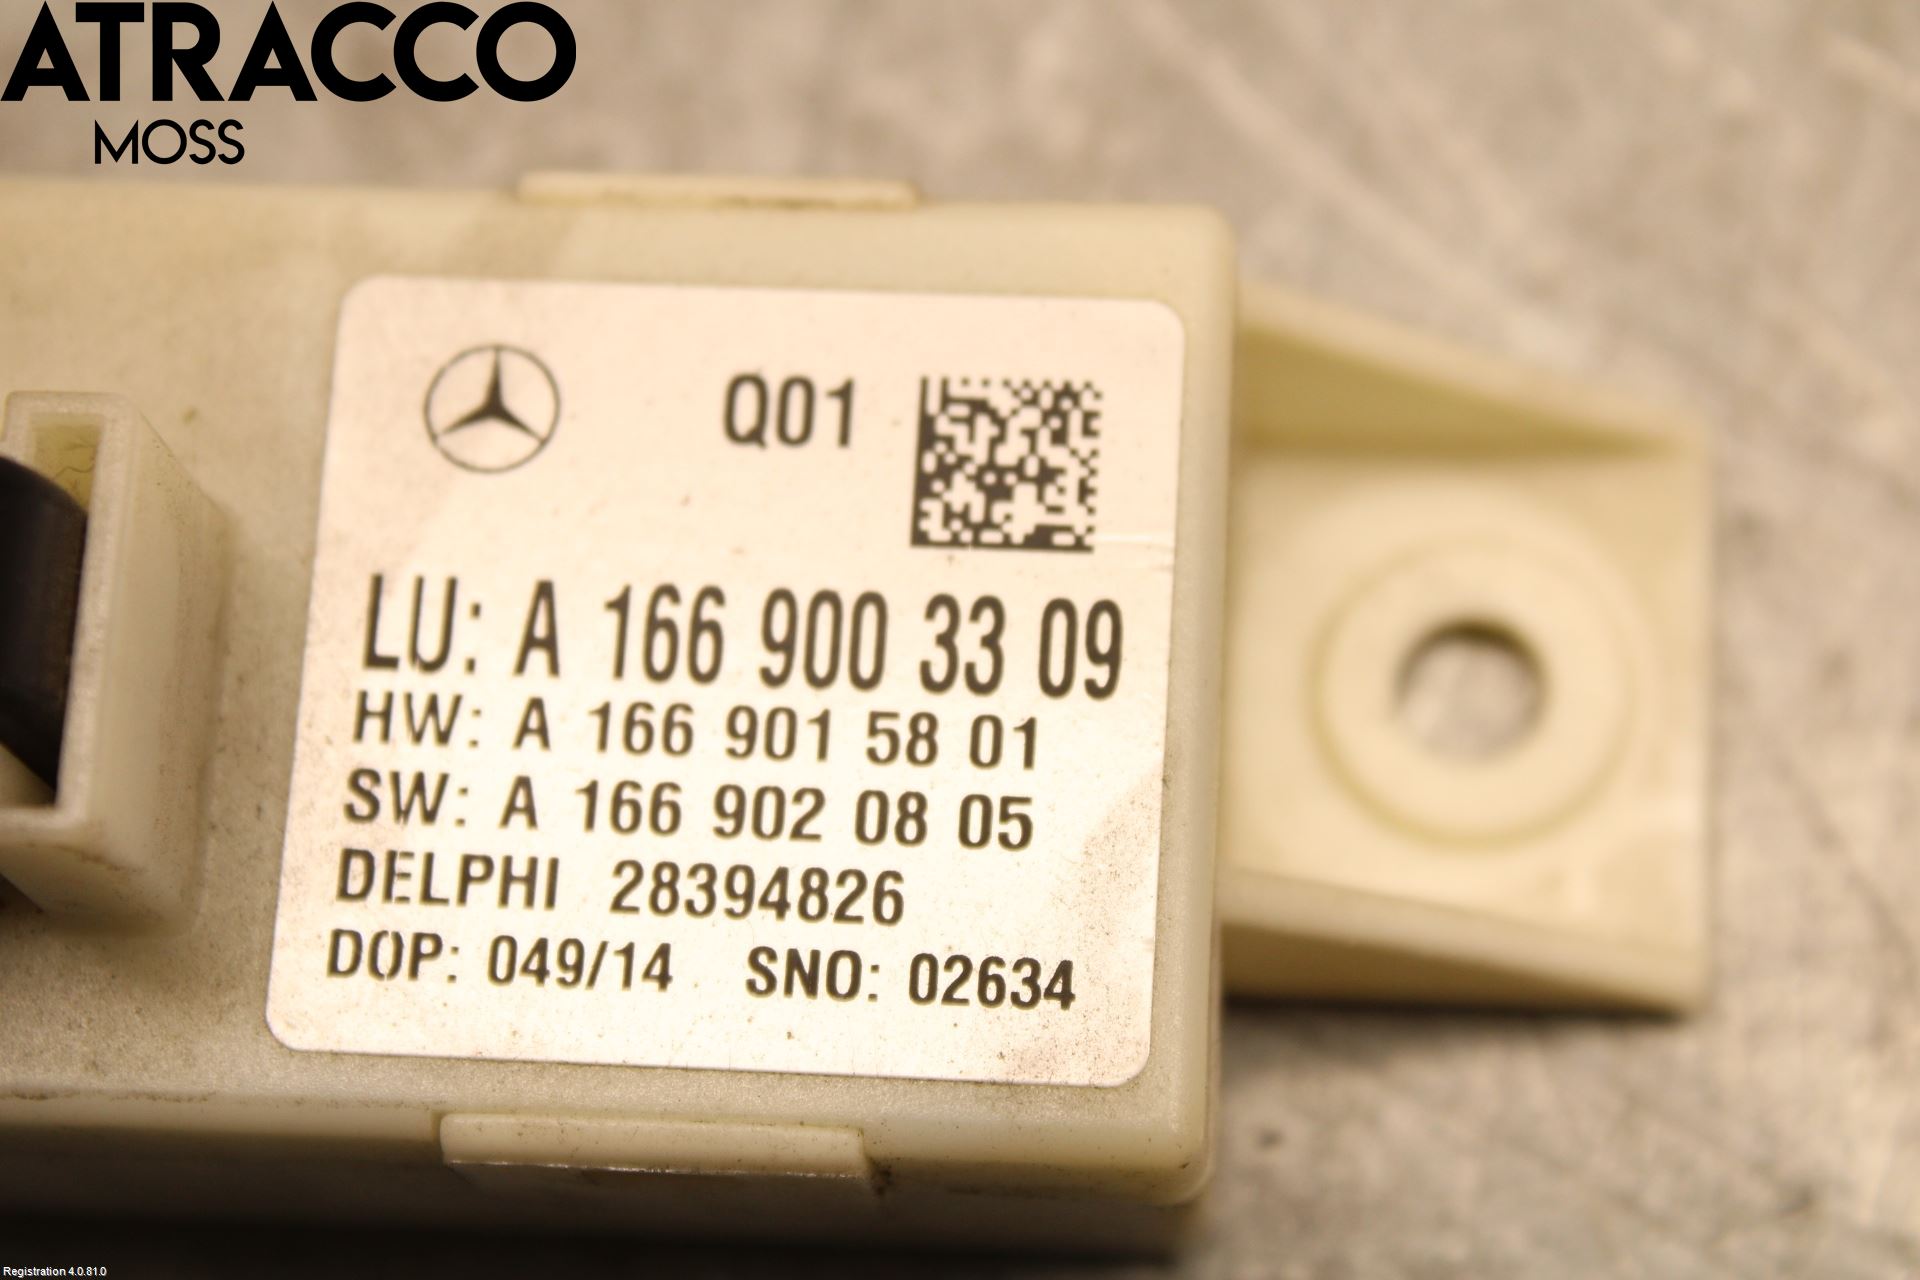 ATRACCO
MOSS
Q01
LU: A 166 900 33 09
HW: A 166 901 58 01
SW: A 166 902 08 05
DELPHI 28394826
DOP: 049/14 SNO: 02634
Registration 4.0.81.0